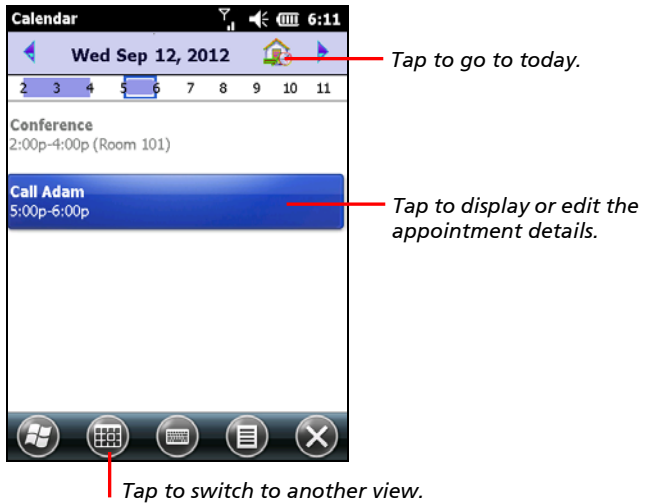 Calendar 6:11
Wed Sep 12, 2012
Tap to go to today.
2 3 4 5 6 7 8 9 10 11
Conference
2:00p-4:00p (Room 101)
Call Adam
5:00p-6:00p
Tap to display or edit the
appointment details.
Tap to switch to another view.